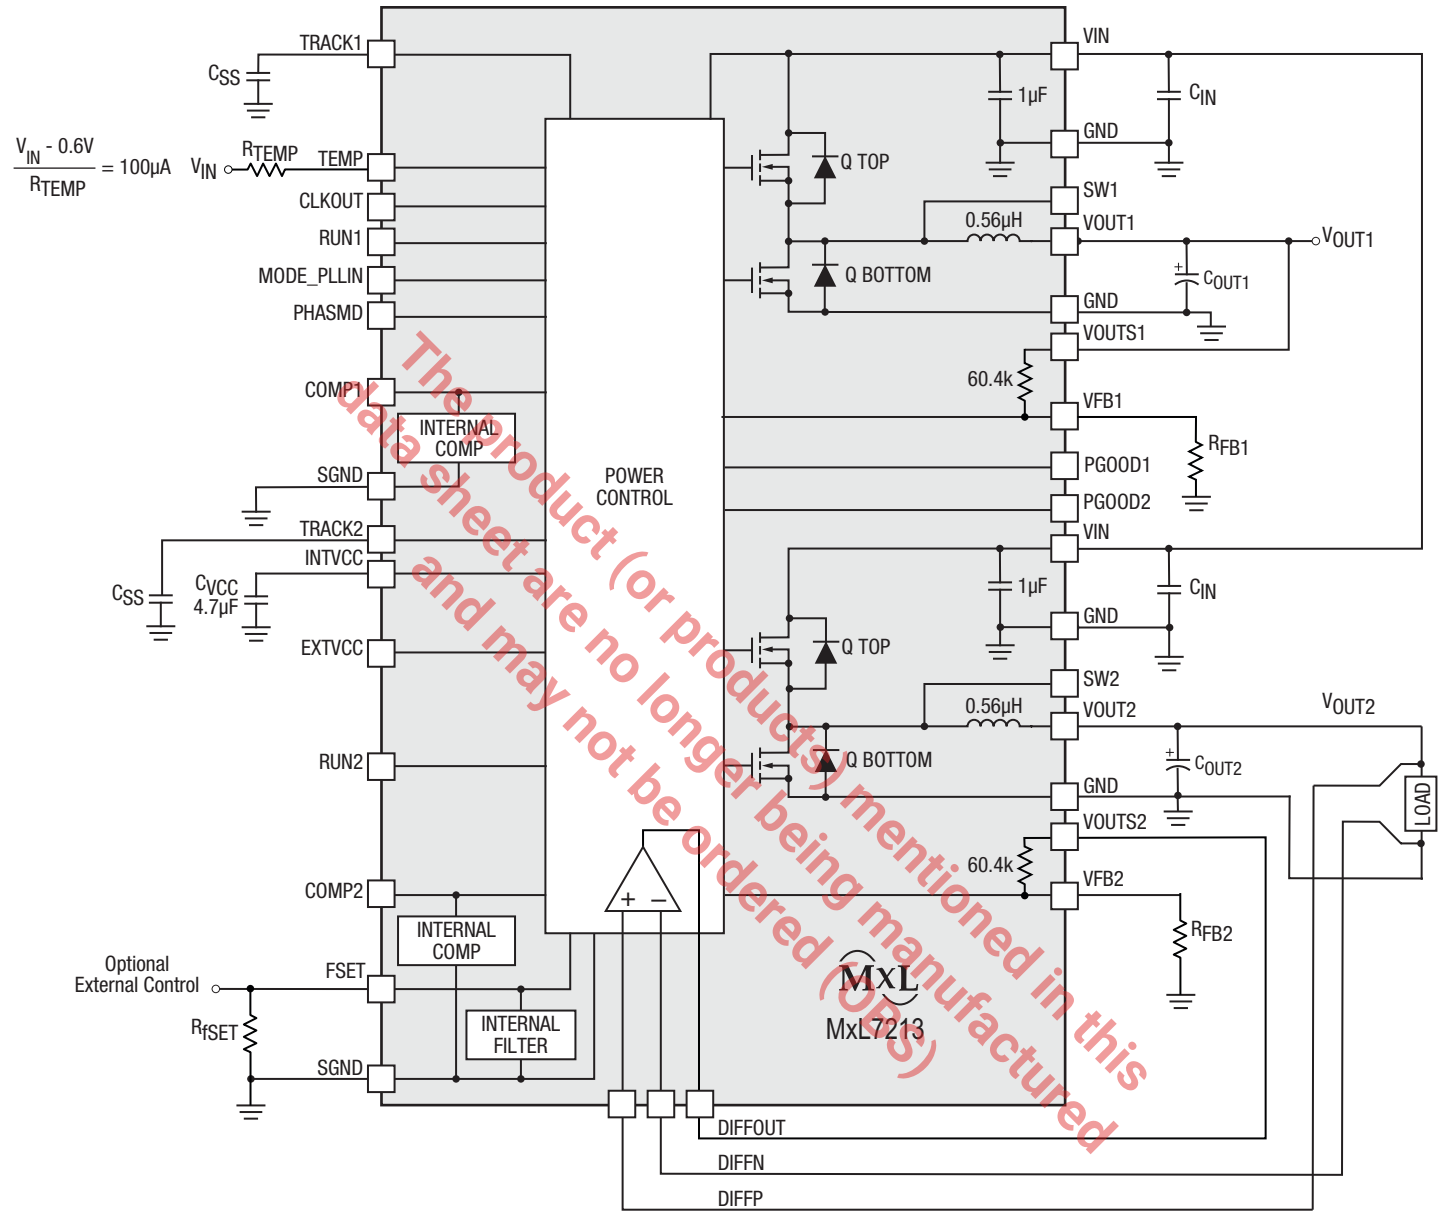 TRACK1
CSS
VIN - 0.6V
RTEMP
= 100µA
VIN
RTEMP
TEMP
CLKOUT
RUN1
MODE_PLLIN
PHASMD
COMP1
INTERNAL
COMP
SGND
TRACK2
INTVCC
CSS
CVCC
4.7µF
EXTVCC
RUN2
COMP2
INTERNAL
COMP
Optional
External Control
FSET
RfSET
INTERNAL
FILTER
SGND
POWER
CONTROL
+ –
VIN
1µF
CIN
GND
Q TOP
SW1
0.56µH
VOUT1
VOUT1
Q BOTTOM
+
COUT1
GND
VOUTS1
60.4k
VFB1
RFB1
PGOOD1
PGOOD2
VIN
1µF
CIN
GND
Q TOP
SW2
0.56µH
VOUT2
VOUT2
Q BOTTOM
+
COUT2
GND
LOAD
VOUTS2
60.4k
VFB2
RFB2
MxL
MxL7213
DIFFOUT
DIFFN
DIFFP
The product (or products) mentioned in this
data sheet are no longer being manufactured
and may not be ordered (OBS)